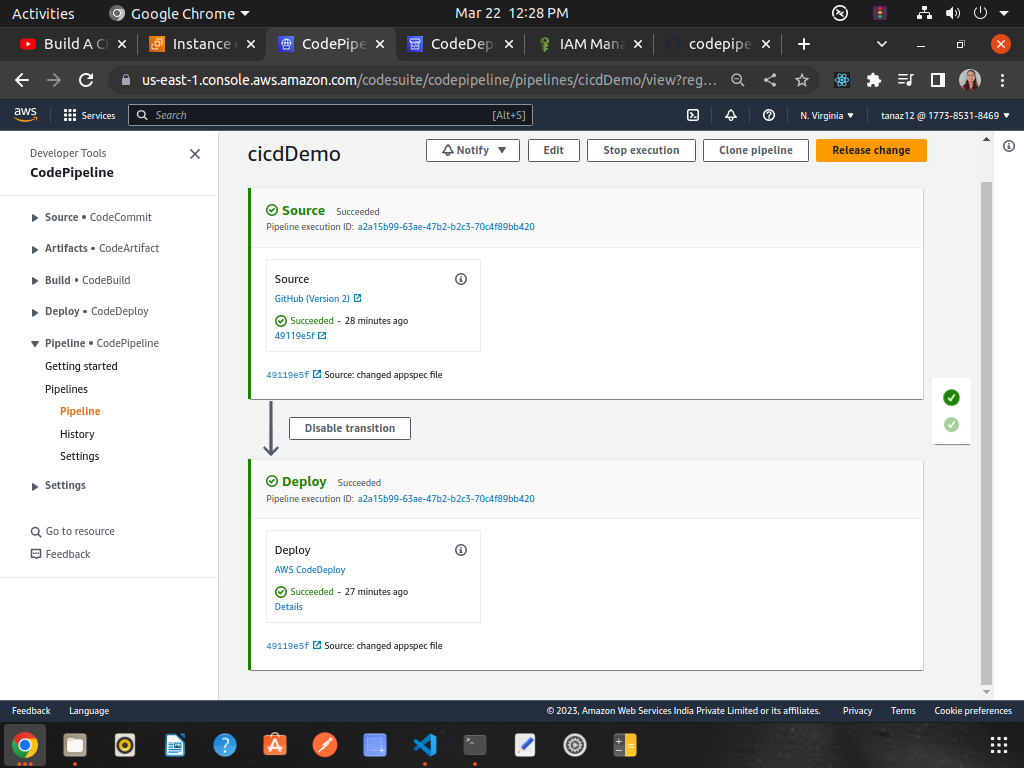 Activities Google Chrome Mar 22 12:28 PM
Build A C Instance c CodePipe CodeDepl IAM Mana codepipe
us-east-1.console.aws.amazon.com/codesuite/codepipeline/pipelines/cicdDemo/view?reg...
aws Services Search [Alt+S] N. Virginia tanaz12 @ 1773-8531-8469
Developer Tools
CodePipeline
Source • CodeCommit
Artifacts • CodeArtifact
Build • CodeBuild
Deploy • CodeDeploy
Pipeline • CodePipeline
Getting started
Pipelines
Pipeline
History
Settings
Settings
Go to resource
Feedback
cicdDemo Notify Edit Stop execution Clone pipeline Release change
Source Succeeded
Pipeline execution ID: a2a15b99-63ae-47b2-b2c3-70c4f89bb420
Source
GitHub (Version 2)
Succeeded - 28 minutes ago
49119e5f
49119e5f Source: changed appspec file
Disable transition
Deploy Succeeded
Pipeline execution ID: a2a15b99-63ae-47b2-b2c3-70c4f89bb420
Deploy
AWS CodeDeploy
Succeeded - 27 minutes ago
Details
49119e5f Source: changed appspec file
Feedback Language © 2023, Amazon Web Services India Private Limited or its affiliates. Privacy Terms Cookie preferences